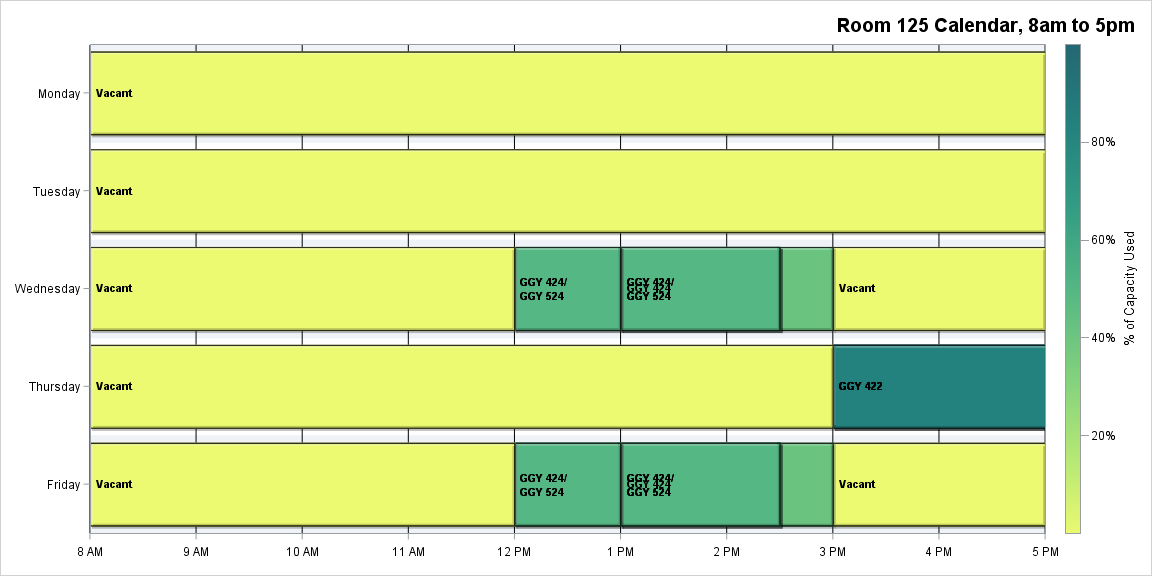 Room 125 Calendar, 8am to 5pm
Monday
Vacant
Tuesday
Vacant
Wednesday
Vacant
GGY 424/
GGY 524
GGY 424/
GGY 424
GGY 524
Vacant
Thursday
Vacant
GGY 422
Friday
Vacant
GGY 424/
GGY 524
GGY 424/
GGY 424
GGY 524
Vacant
8 AM
9 AM
10 AM
11 AM
12 PM
1 PM
2 PM
3 PM
4 PM
5 PM
80%
60%
40%
20%
% of Capacity Used